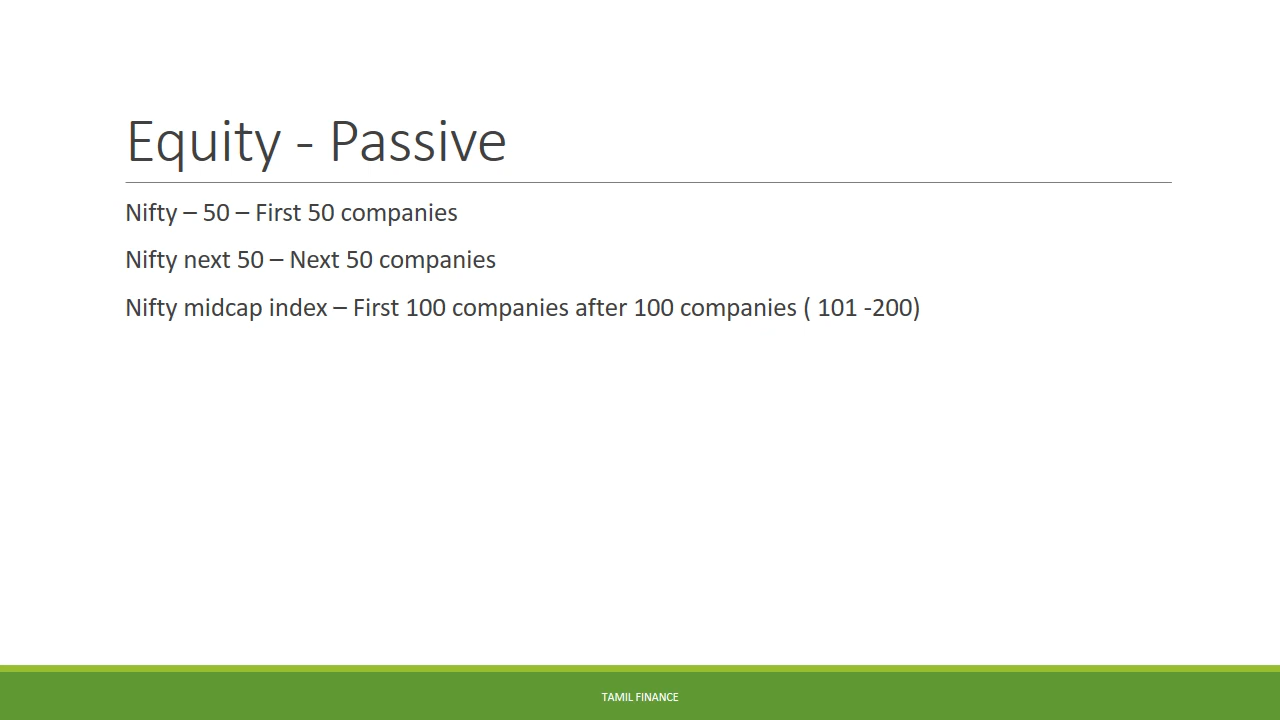 Equity - Passive
Nifty – 50 – First 50 companies
Nifty next 50 – Next 50 companies
Nifty midcap index – First 100 companies after 100 companies ( 101 -200)
TAMIL FINANCE